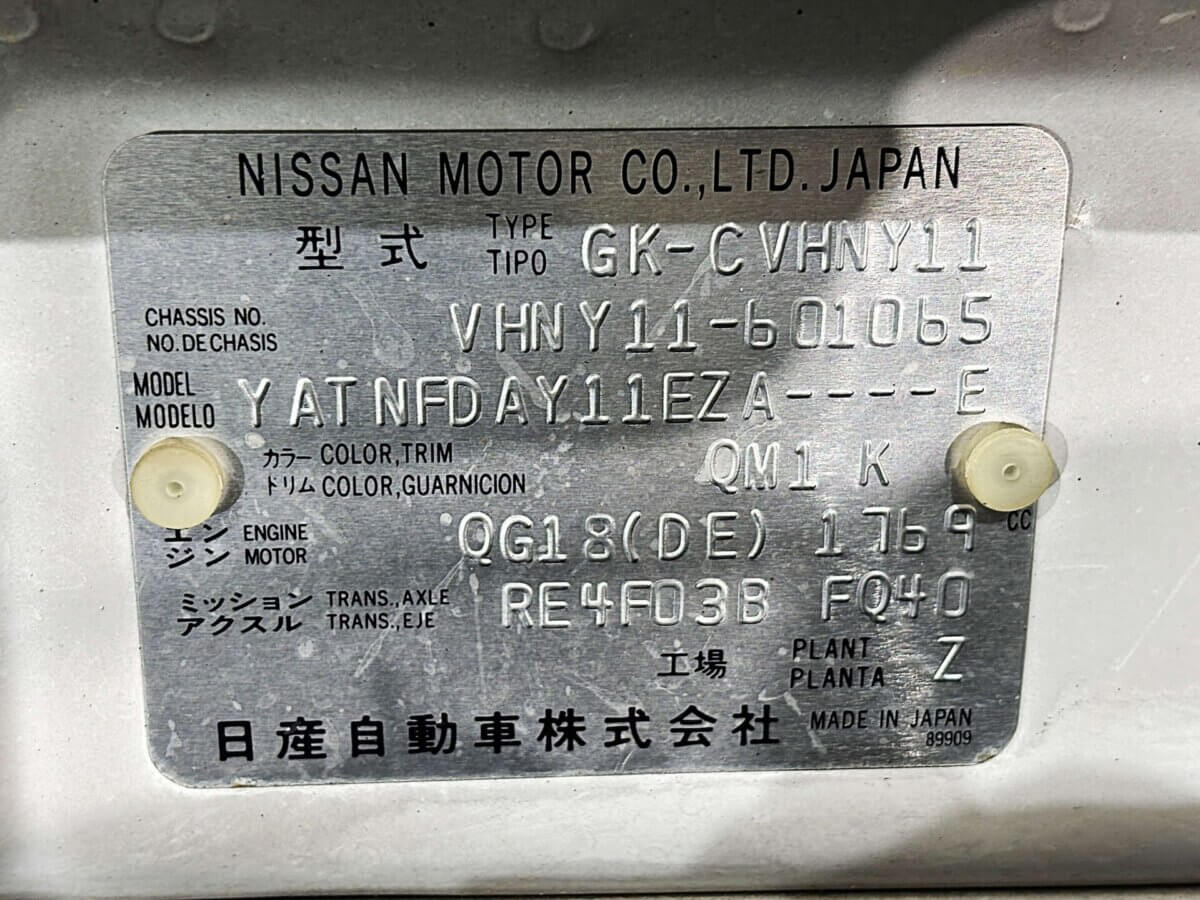 NISSAN MOTOR CO.,LTD. JAPAN
型式 TYPE TIPO GK-CVHNY11
CHASSIS NO. NO. DE CHASIS VHNY11-601065
MODEL MODELO YATNFDAY11EZA----E
カラー COLOR,TRIM
トリム COLOR,GUARNICION QM1 K
エンジン ENGINE MOTOR QG18(DE) 1769 CC
ミッション TRANS.,AXLE
アクスル TRANS.,EJE RE4F03B FQ40
工場 PLANT PLANTA Z
日産自動車株式会社 MADE IN JAPAN
89909